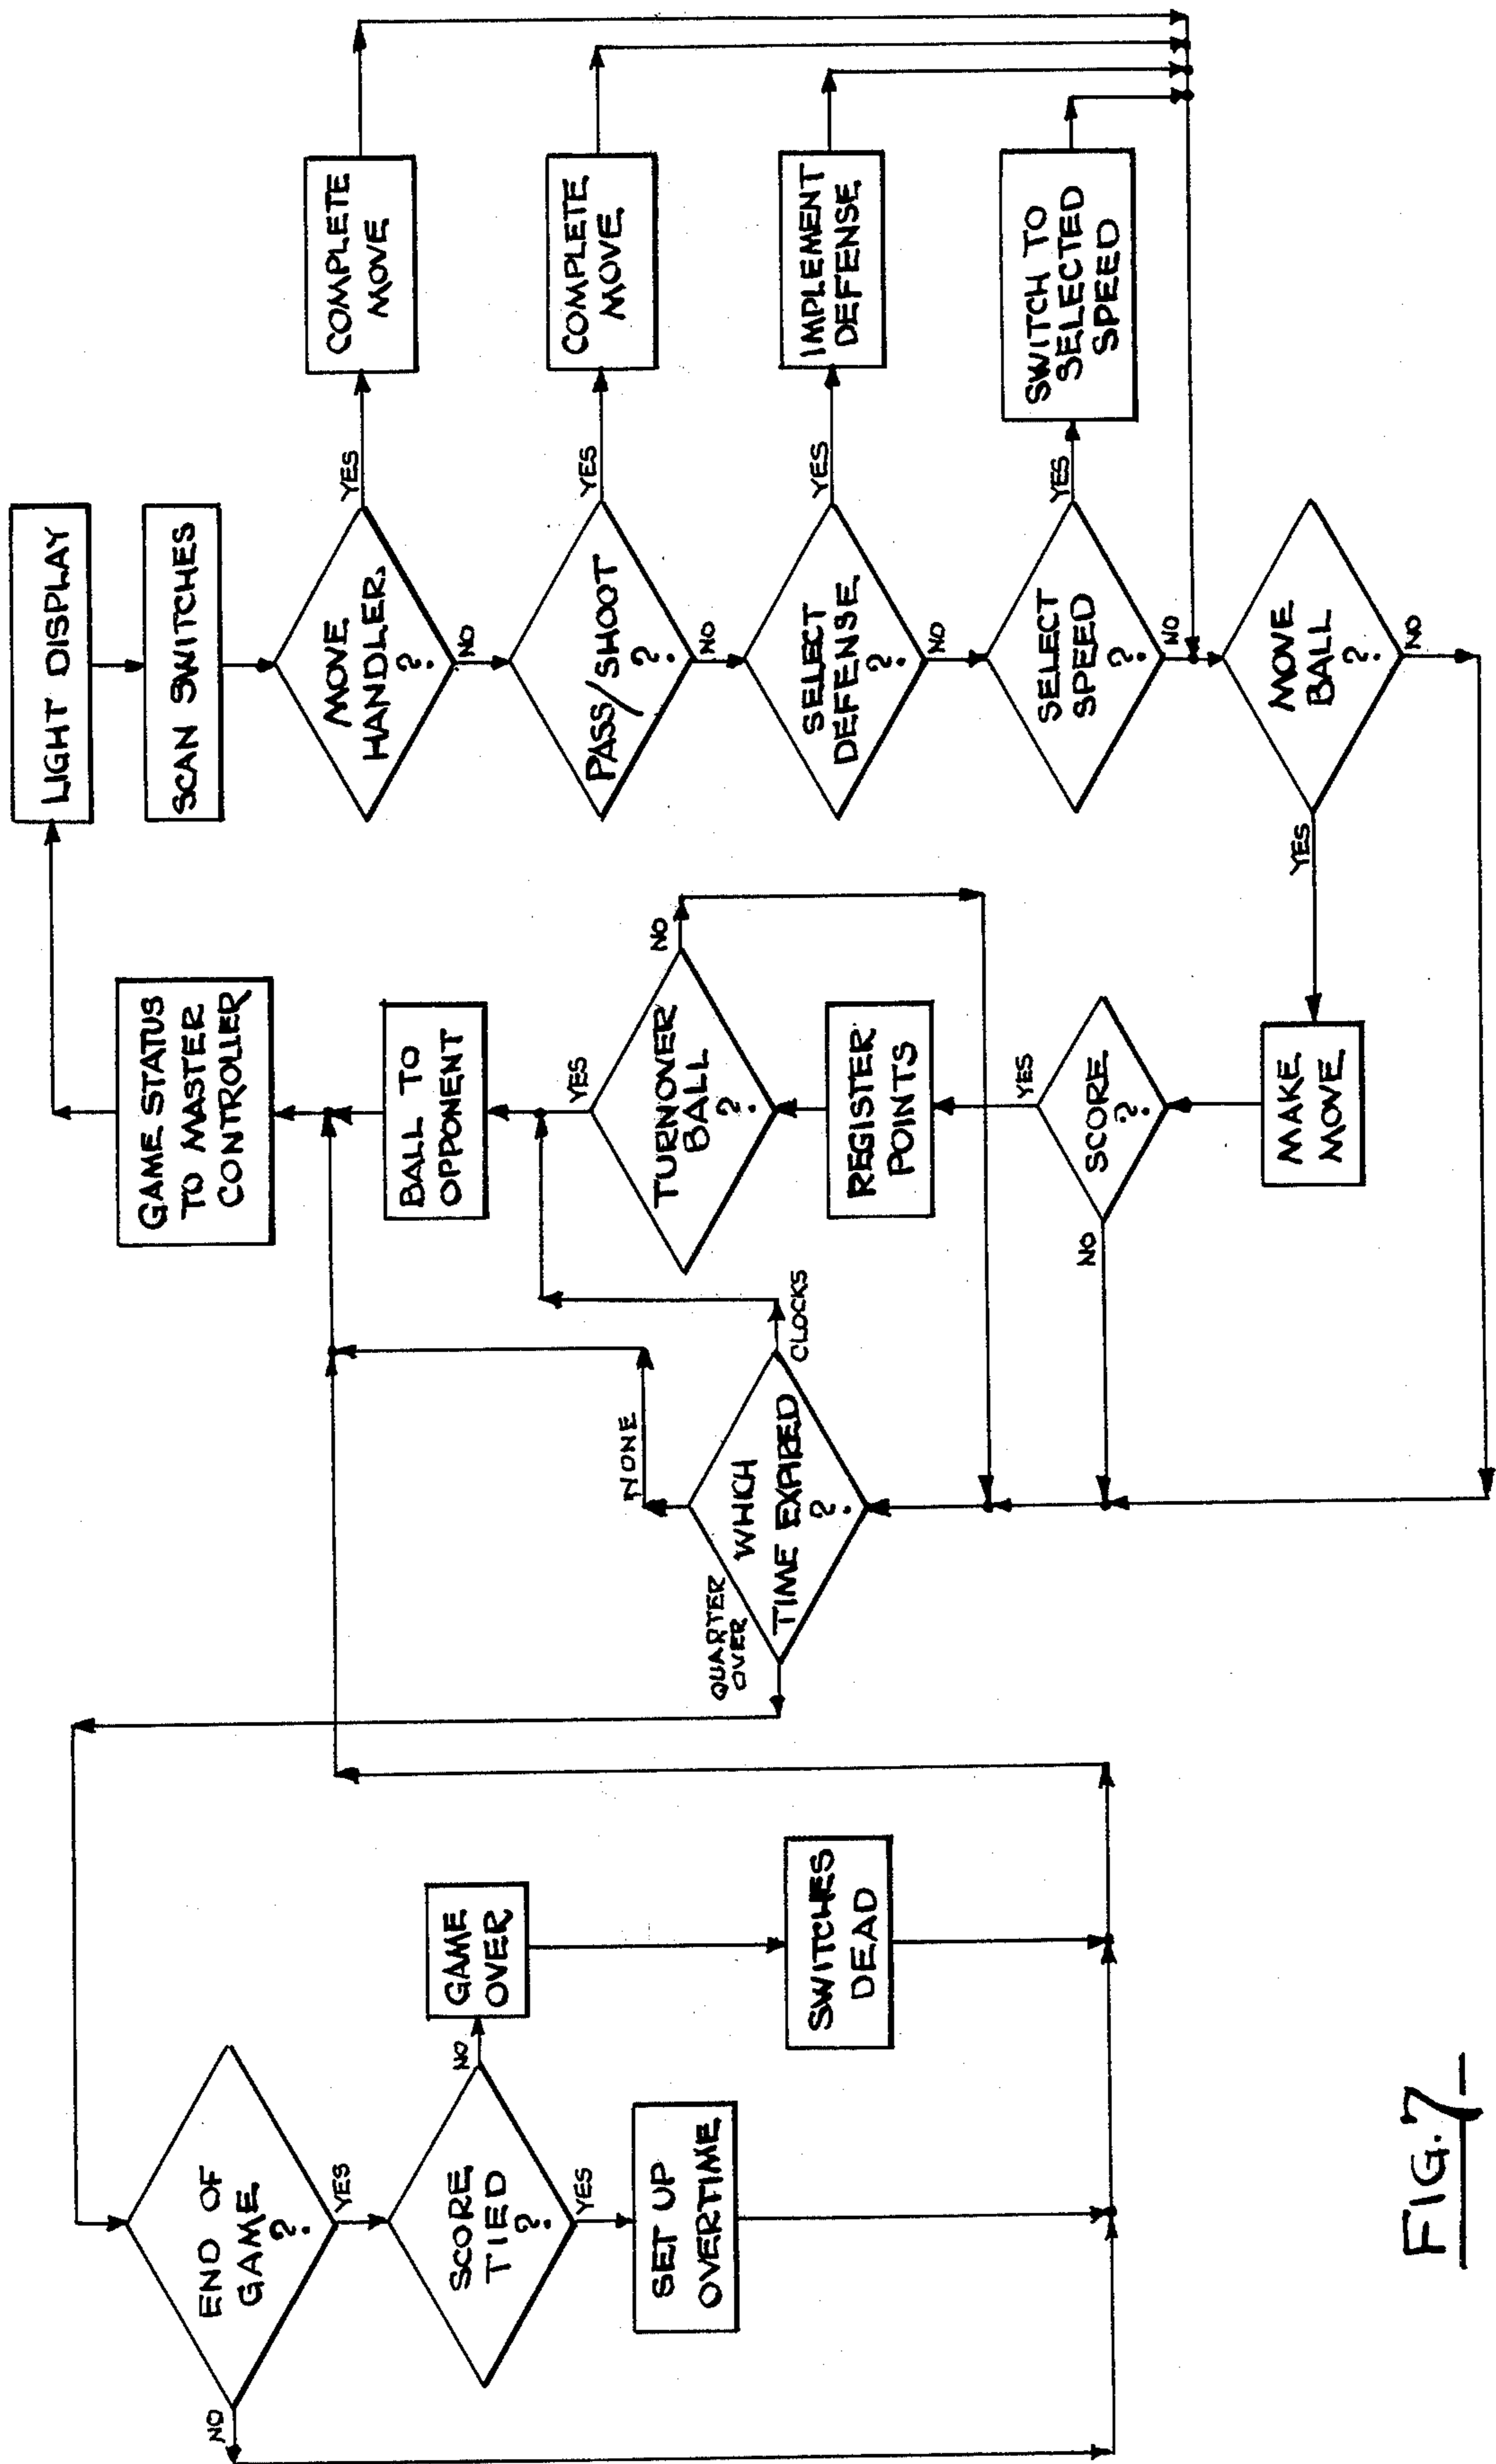 LIGHT DISPLAY
SCAN SWITCHES
MOVE
HANDLER
?
YES
NO
COMPLETE
MOVE
PASS/SHOOT
?
YES
NO
COMPLETE
MOVE
SELECT
DEFENSE
?
YES
NO
IMPLEMENT
DEFENSE
SELECT
SPEED
?
YES
NO
SWITCH TO
SELECTED
SPEED
MOVE
BALL
?
YES
NO
GAME STATUS
TO MASTER
CONTROLLER
BALL TO
OPPONENT
YES
NO
TURNOVER
BALL
?
REGISTER
POINTS
YES
NO
SCORE
?
MAKE
MOVE
NONE
CLOCKS
QUARTER
OVER
WHICH
TIME EXPIRED
?
END OF
GAME
?
NO
YES
SCORE
TIED
?
NO
YES
GAME
OVER
SET UP
OVERTIME
SWITCHES
DEAD
FIG. 7